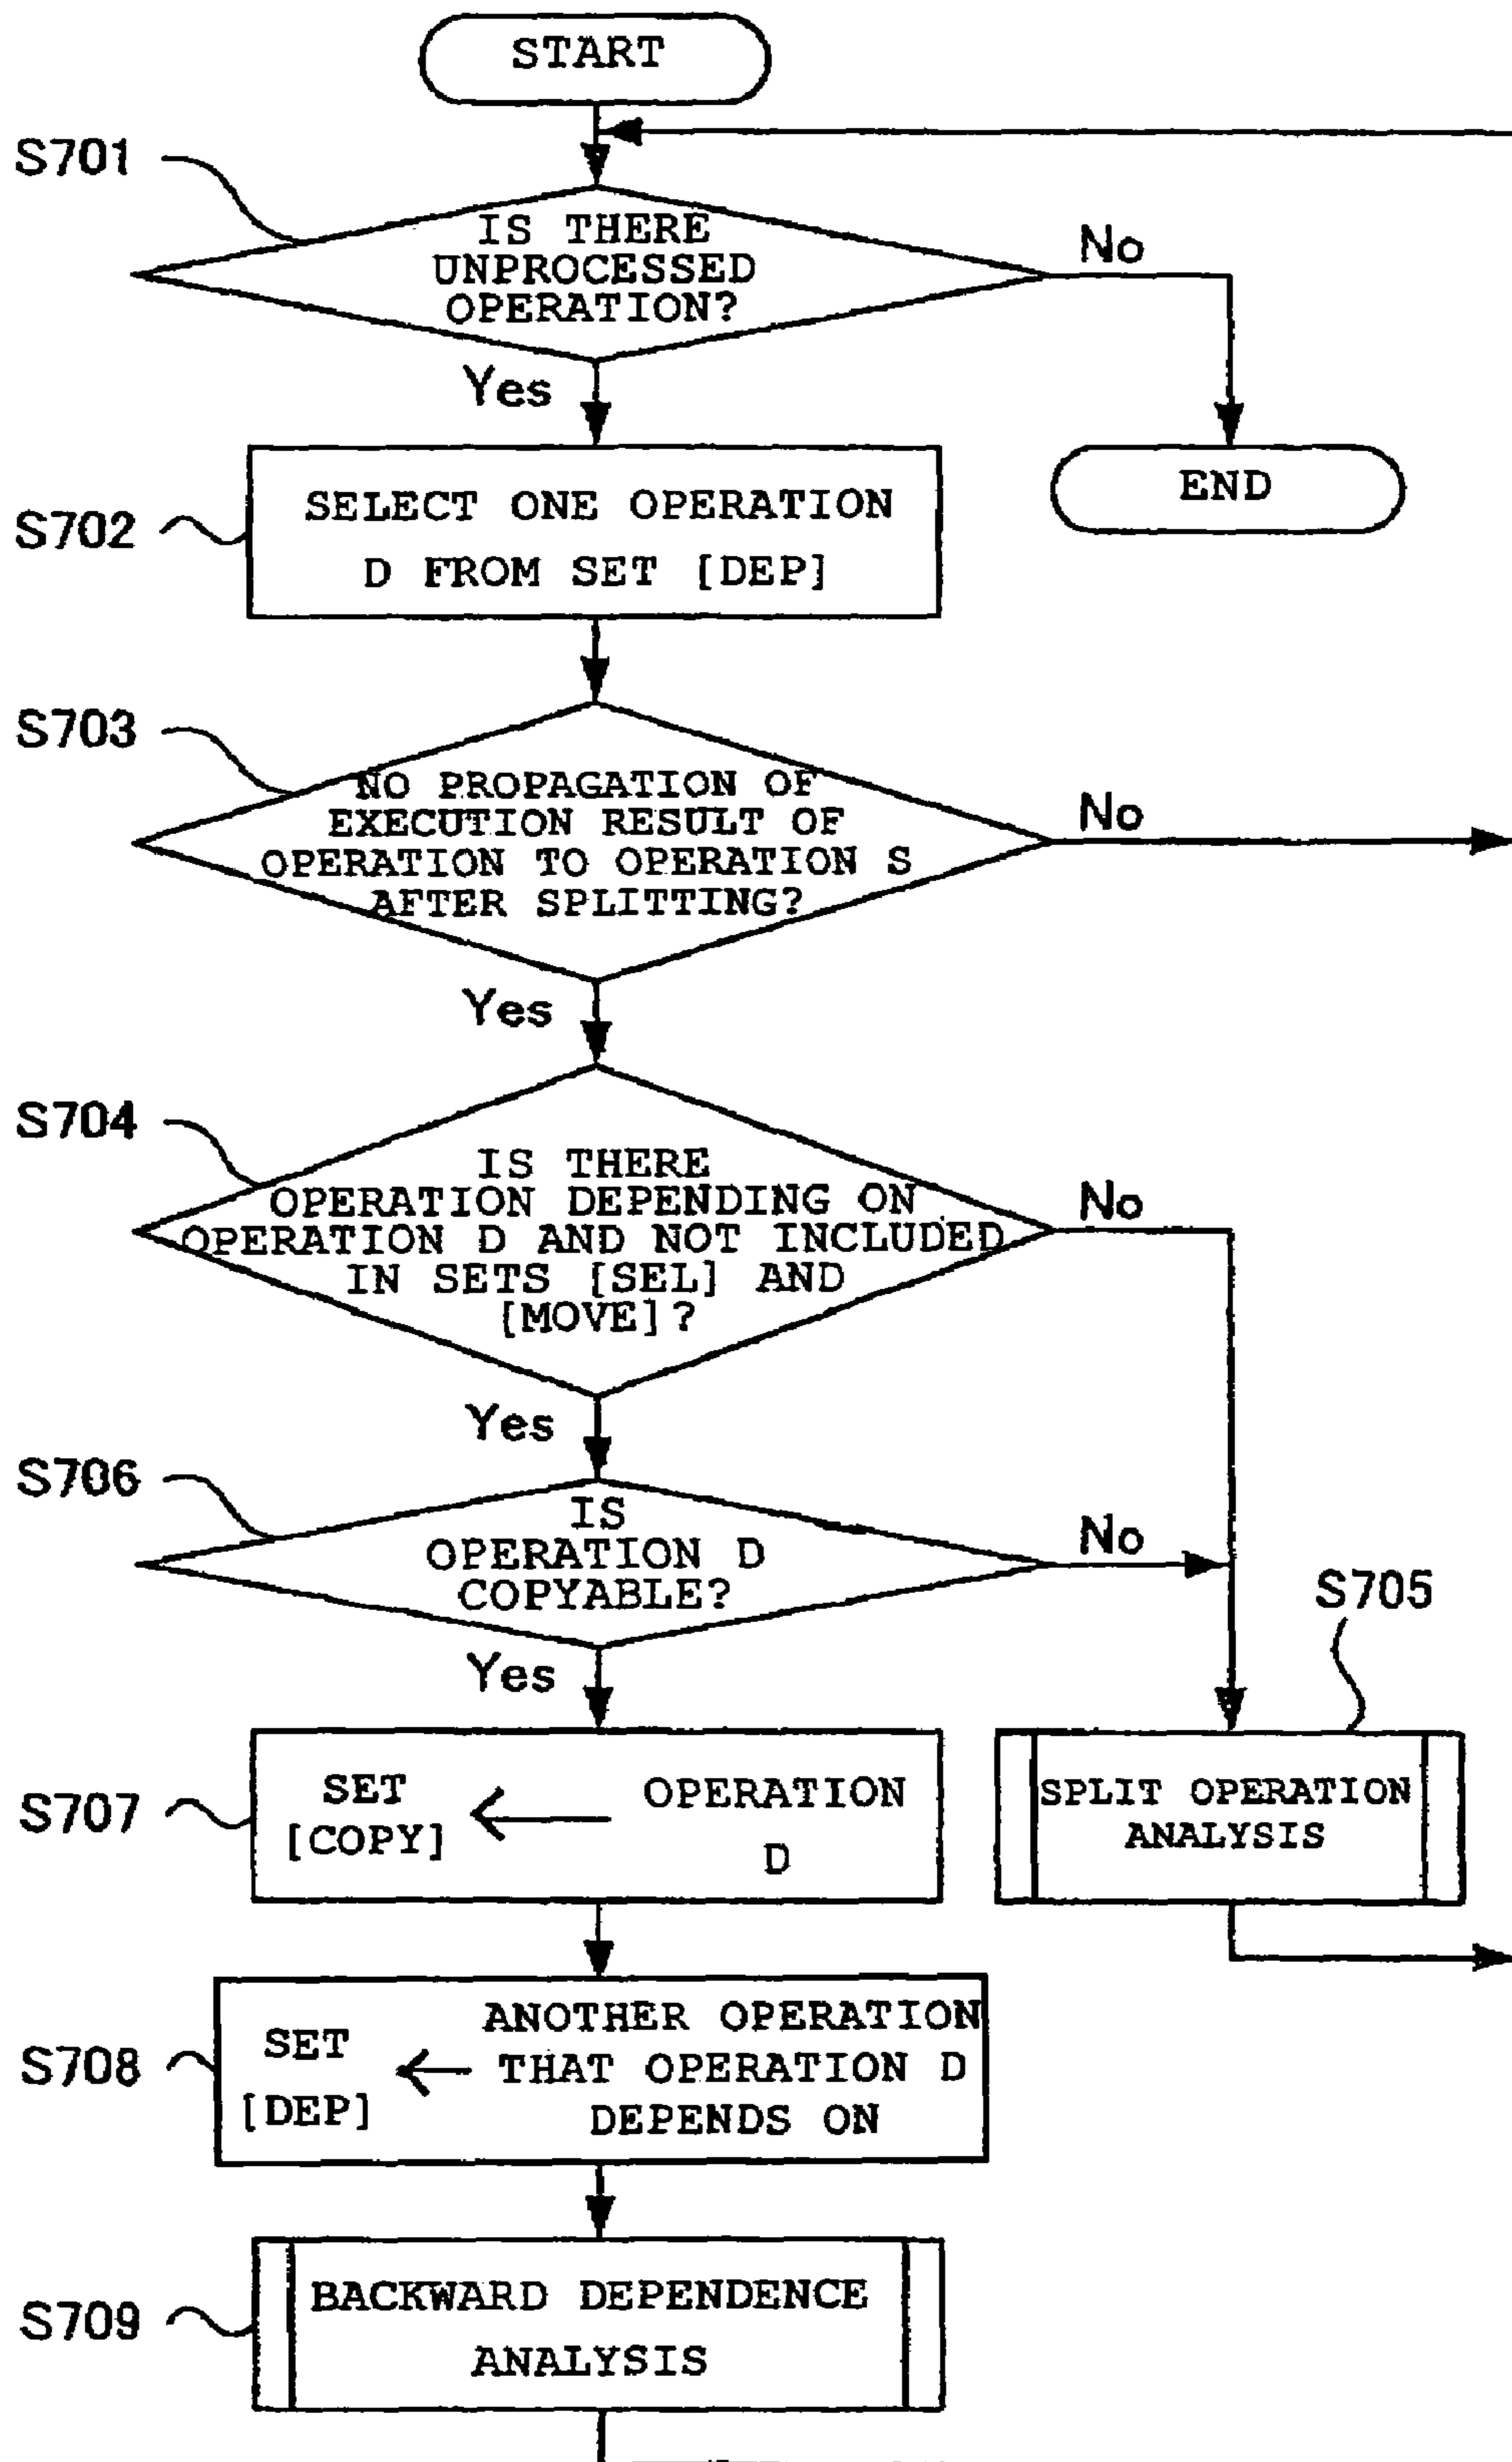 START
S701
IS THERE
UNPROCESSED
OPERATION?
No
Yes
END
S702
SELECT ONE OPERATION
D FROM SET [DEP]
S703
NO PROPAGATION OF
EXECUTION RESULT OF
OPERATION TO OPERATION S
AFTER SPLITTING?
No
Yes
S704
IS THERE
OPERATION DEPENDING ON
OPERATION D AND NOT INCLUDED
IN SETS [SEL] AND
[MOVE]?
No
Yes
S706
IS
OPERATION D
COPYABLE?
No
Yes
S705
SPLIT OPERATION
ANALYSIS
S707
SET
[COPY]
OPERATION
D
S708
SET
[DEP]
ANOTHER OPERATION
THAT OPERATION D
DEPENDS ON
S709
BACKWARD DEPENDENCE
ANALYSIS